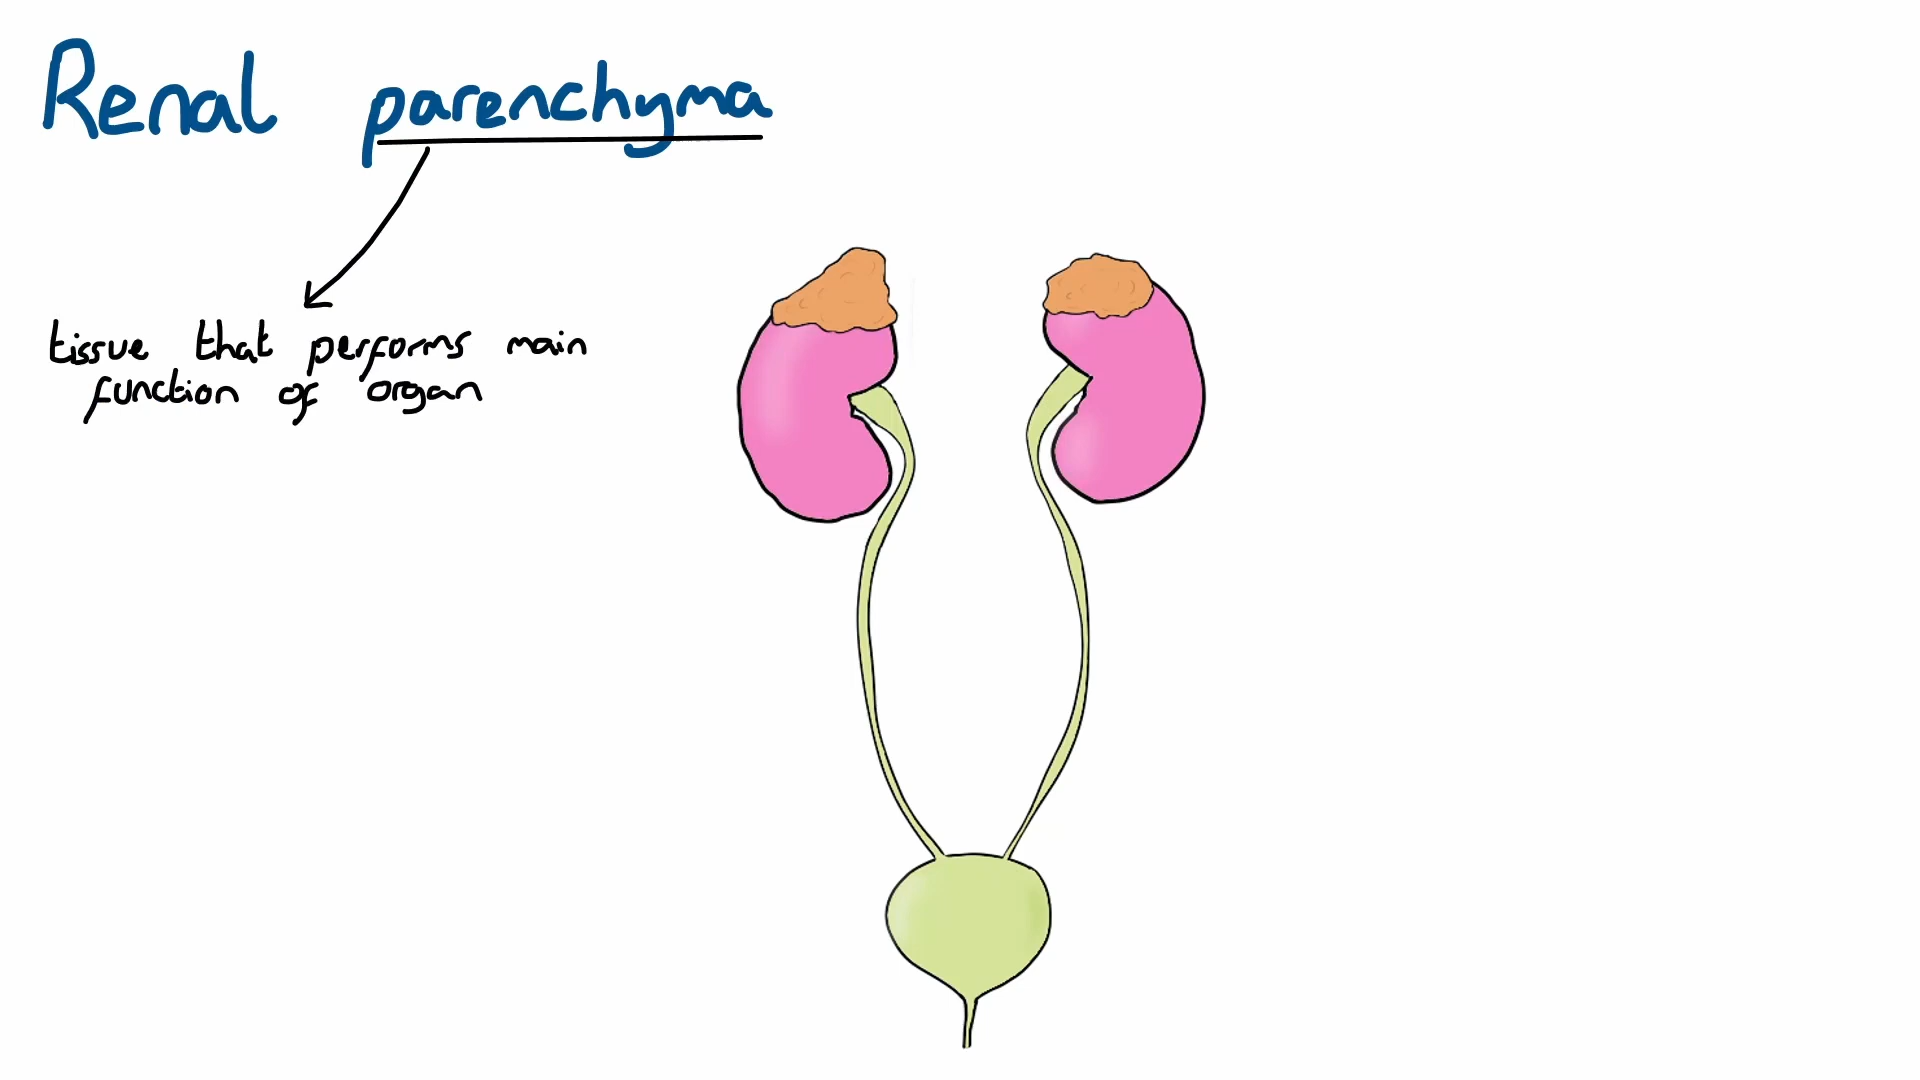 Renal parenchyma
tissue that performs main
function of organ